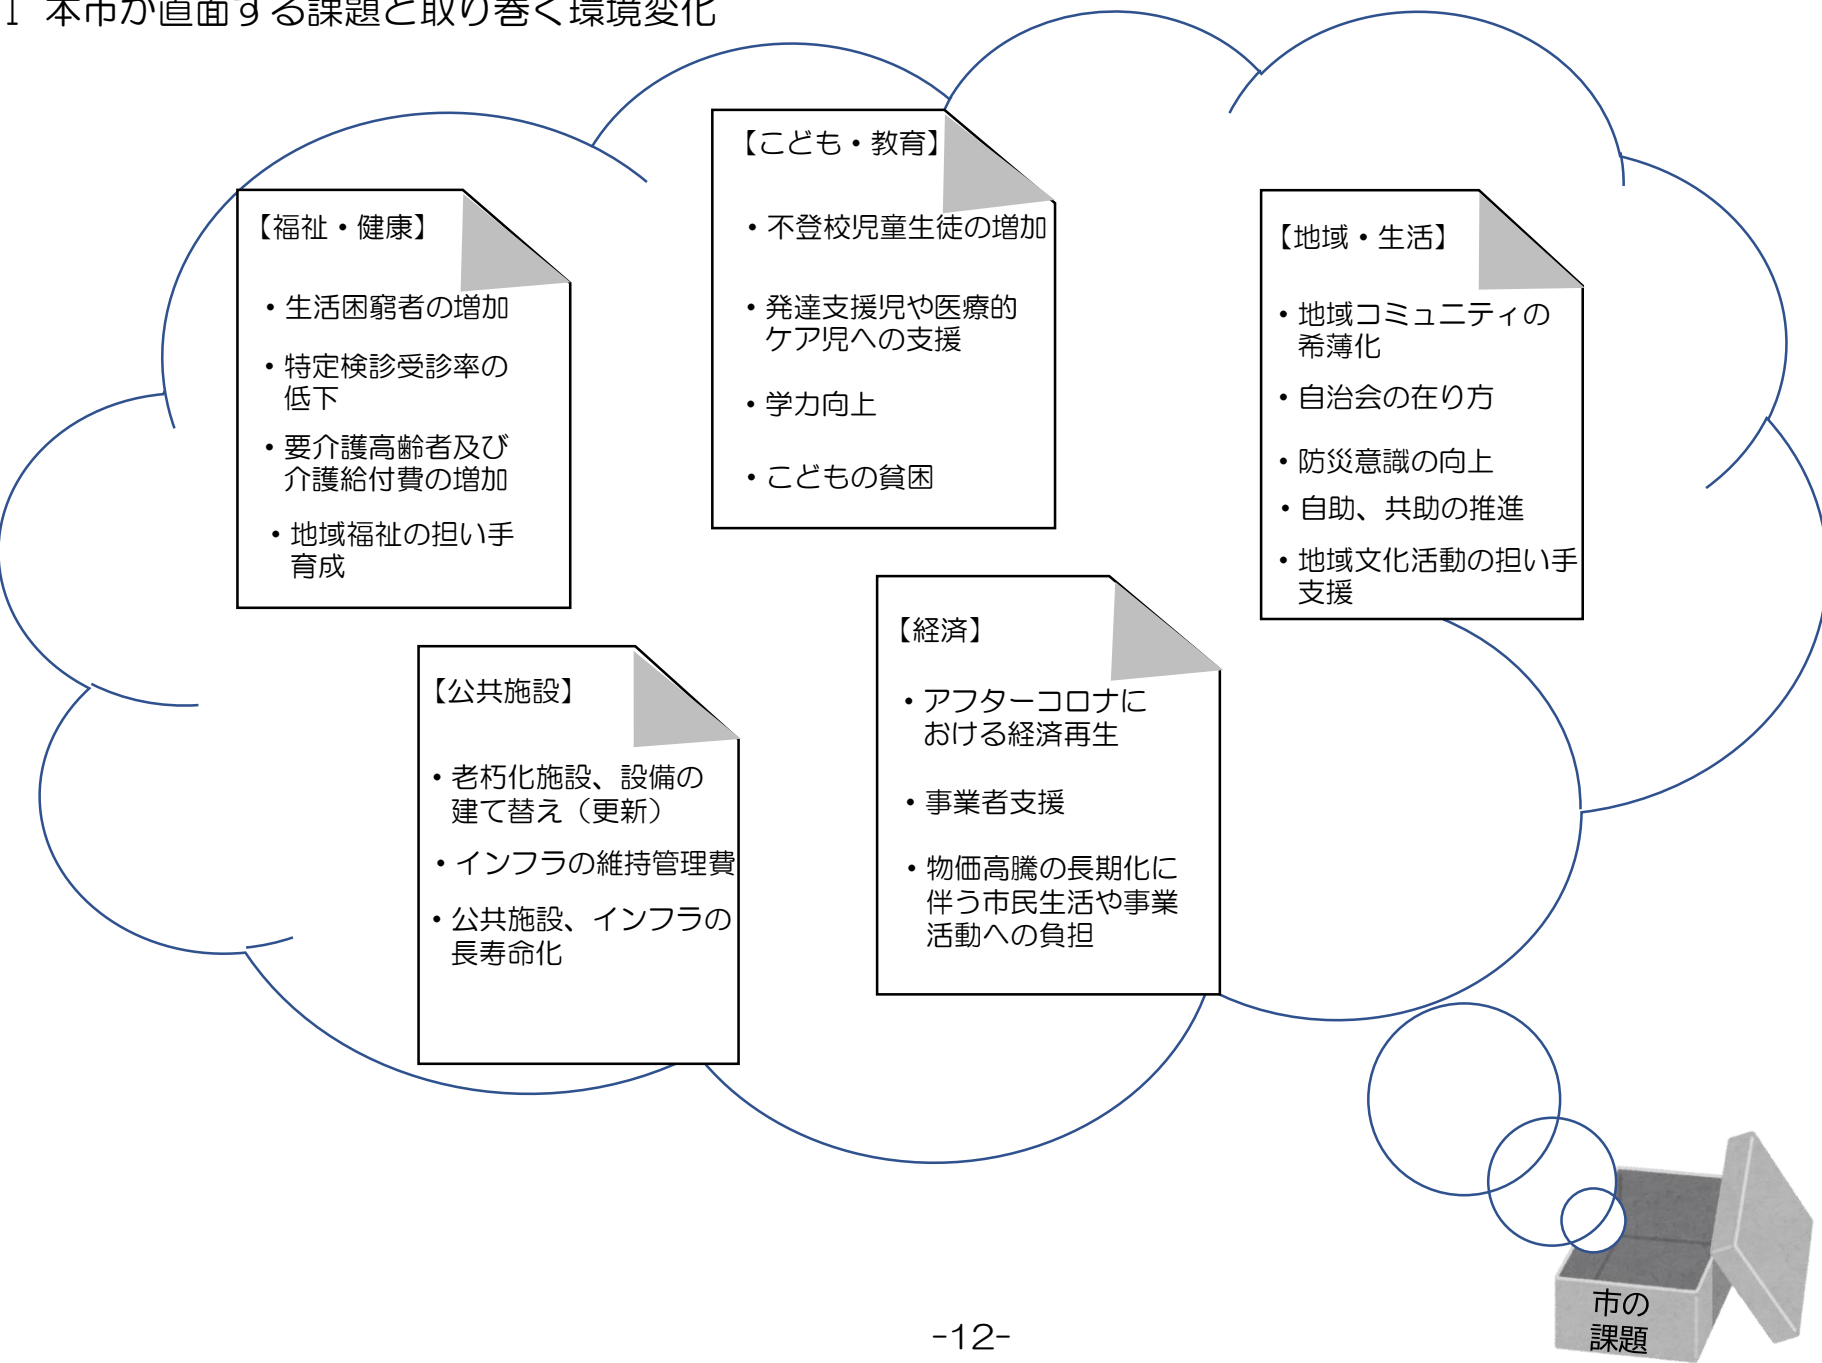 Ⅰ 本市が直面する課題と取り巻く環境変化
【福祉・健康】
・生活困窮者の増加
・特定検診受診率の
低下
・要介護高齢者及び
介護給付費の増加
・地域福祉の担い手
育成
【こども・教育】
・不登校児童生徒の増加
・発達支援児や医療的
ケア児への支援
・学力向上
・こどもの貧困
【地域・生活】
・地域コミュニティの
希薄化
・自治会の在り方
・防災意識の向上
・自助、共助の推進
・地域文化活動の担い手
支援
【公共施設】
・老朽化施設、設備の
建て替え（更新）
・インフラの維持管理費
・公共施設、インフラの
長寿命化
【経済】
・アフターコロナに
おける経済再生
・事業者支援
・物価高騰の長期化に
伴う市民生活や事業
活動への負担
市の
課題
-12-